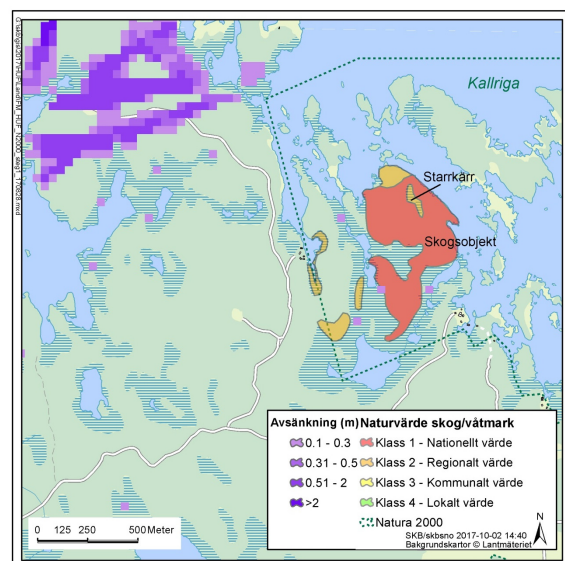 Kallriga
Starrkärr
Skogsobjekt
Avsänkning (m) Naturvärde skog/våtmark
0.1 - 0.3 Klass 1 - Nationellt värde
0.31 - 0.5 Klass 2 - Regionalt värde
0.51 - 2 Klass 3 - Kommunalt värde
>2 Klass 4 - Lokalt värde
Natura 2000
N
SKB/skbsno 2017-10-02 14:40
Bakgrundskartor © Lantmäteriet
0 125 250 500 Meter